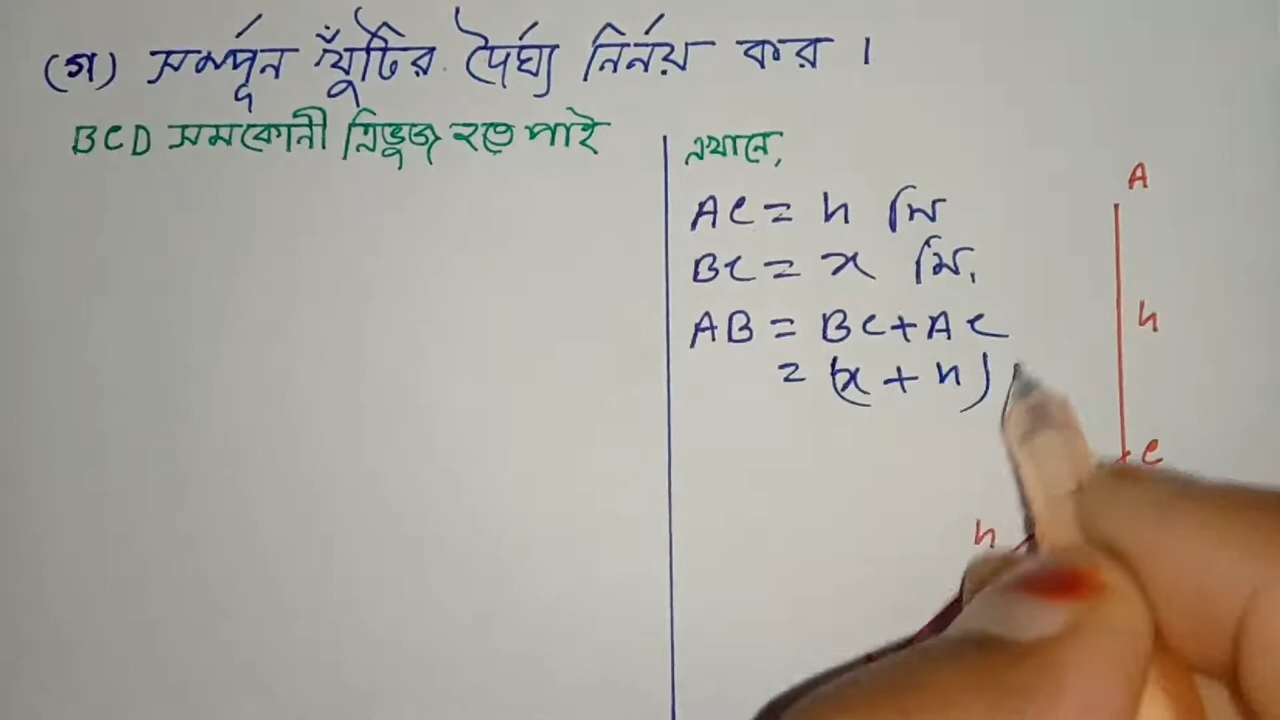 (গ) সম্পূর্ন খুঁটির দৈর্ঘ্য নির্নয় কর ।
BCD সমকোনী ত্রিভুজ হতে পাই
এখানে,
AC = h মি
BC = x মি.
AB = BC + AC
= (x + h)
A
h
C
h